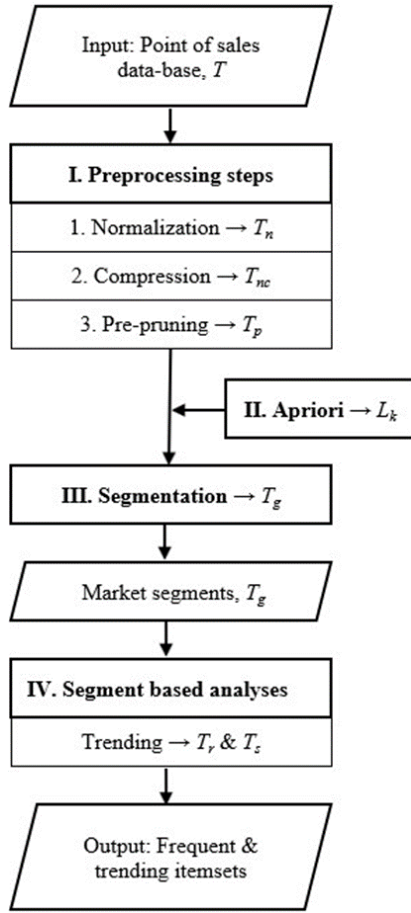 Input: Point of sales
data-base, T
I. Preprocessing steps
1. Normalization → Tn
2. Compression → Tnc
3. Pre-pruning → Tp
II. Apriori → Lk
III. Segmentation → Tg
Market segments, Tg
IV. Segment based analyses
Trending → Tr & Ts
Output: Frequent &
trending itemsets